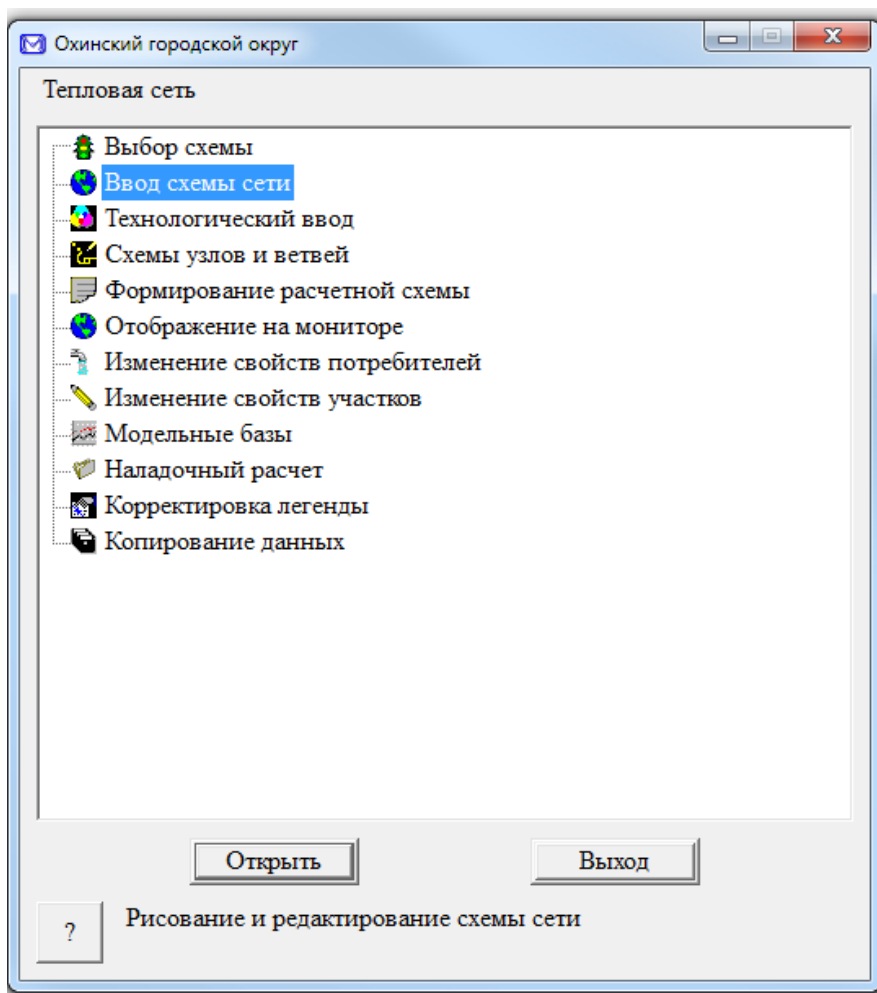 Охинский городской округ
Тепловая сеть
Выбор схемы
Ввод схемы сети
Технологический ввод
Схемы узлов и ветвей
Формирование расчетной схемы
Отображение на мониторе
Изменение свойств потребителей
Изменение свойств участков
Модельные базы
Наладочный расчет
Корректировка легенды
Копирование данных
Открыть
Выход
?
Рисование и редактирование схемы сети